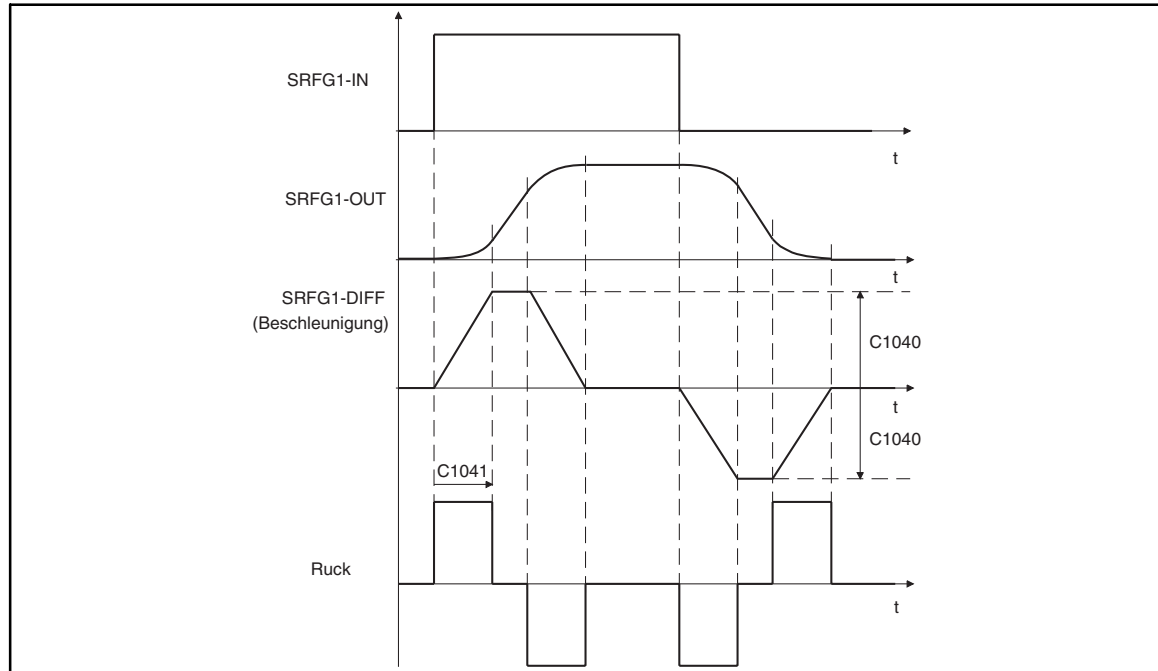 SRFG1-IN
t
SRFG1-OUT
t
SRFG1-DIFF
(Beschleunigung)
C1040
t
C1040
C1041
Ruck
t